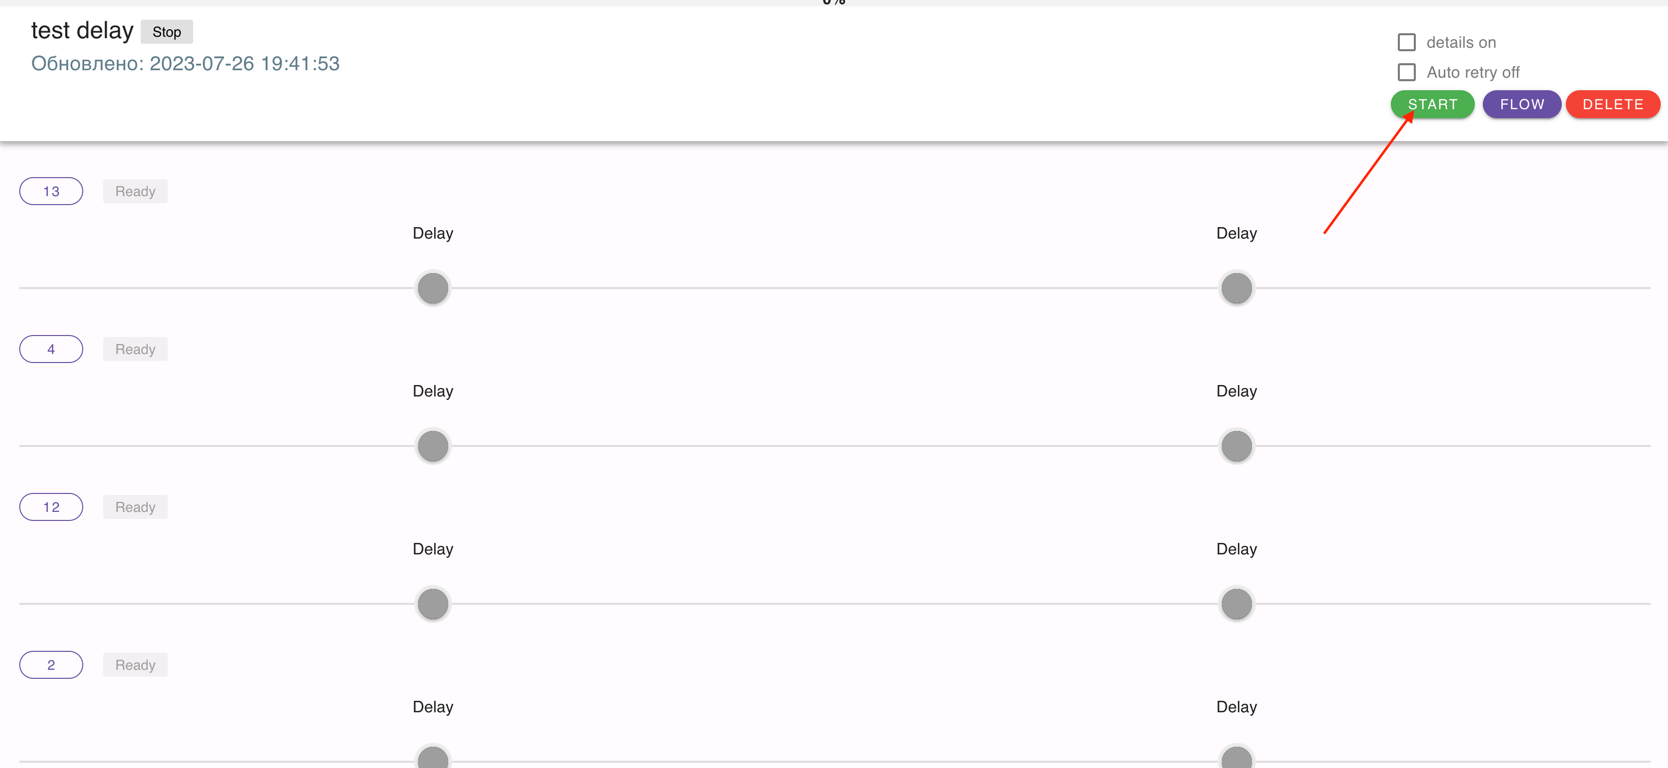 0%
test delay Stop
Обновлено: 2023-07-26 19:41:53
details on
Auto retry off
START FLOW DELETE
13 Ready
Delay Delay
4 Ready
Delay Delay
12 Ready
Delay Delay
2 Ready
Delay Delay